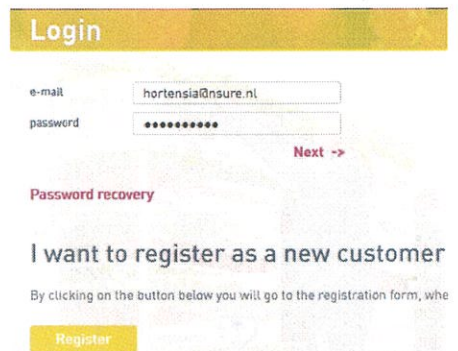 Login
e-mail hortensia@nsure.nl
password ●●●●●●●●●●
Next ->
Password recovery
I want to register as a new customer
By clicking on the button below you will go to the registration form, whe
Register